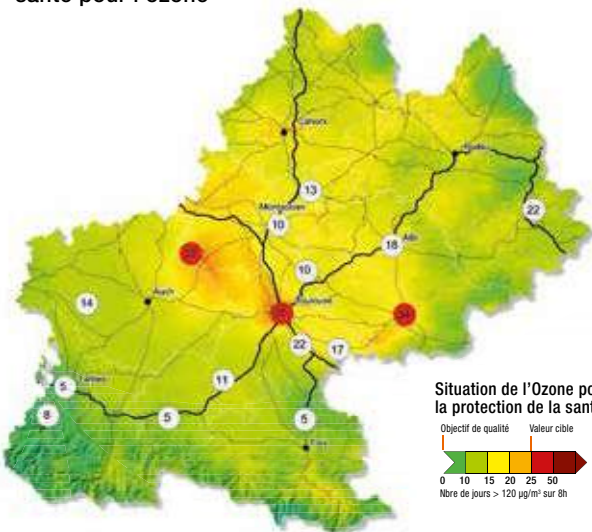 santé pour l'ozone
Cahors
Rodez
13
Montauban
10
22
18
Albi
10
14
Auch
Toulouse
22
17
5
Tarbes
11
8
5
5
Foix
Situation de l'Ozone po
la protection de la sant
Objectif de qualité
Valeur cible
0 10 15 20 25 50
Nbre de jours > 120 µg/m³ sur 8h